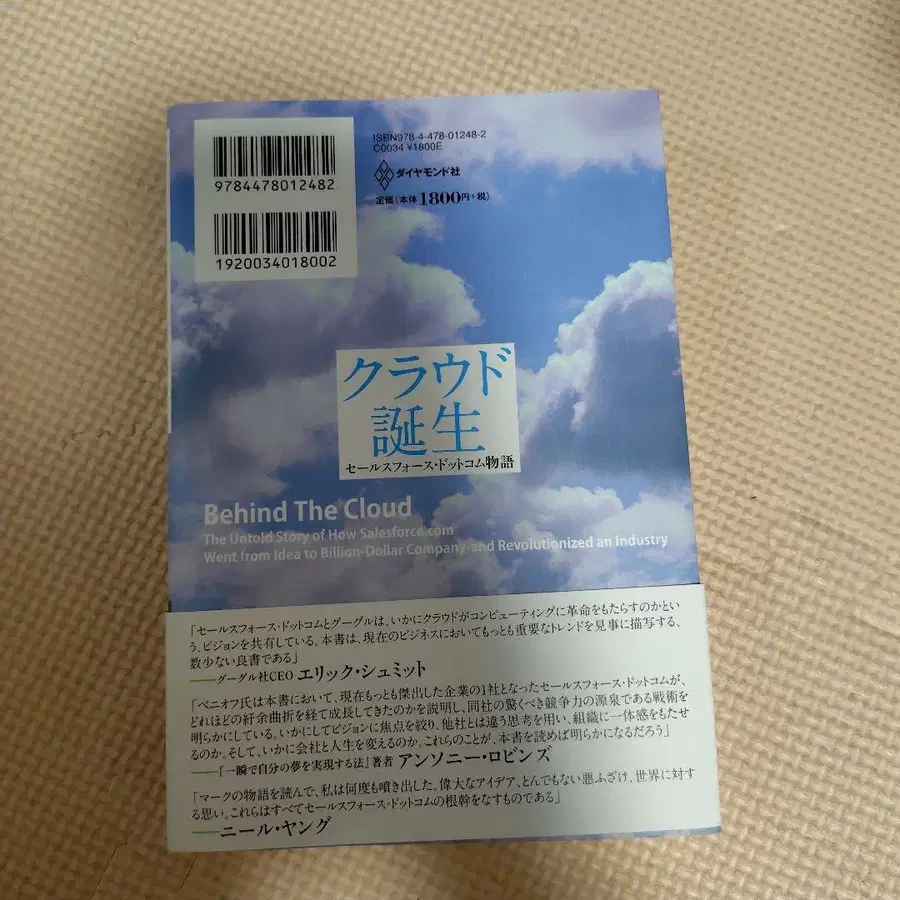 9784478012482
1920034018002
ISBN978-4-478-01248-2
C0034 ¥1800E
ダイヤモンド社
定価(本体1800円+税)
クラウド
誕生
セールスフォース・ドットコム物語
Behind The Cloud
The Untold Story of How Salesforce.com
Went from Idea to Billion-Dollar Company-and Revolutionized an Industry
「セールスフォース・ドットコムとグーグルは、いかにクラウドがコンピューティングに革命をもたらすのかとい
う、ビジョンを共有している。本書は、現在のビジネスにおいてもっとも重要なトレンドを見事に描写する、
数少ない良書である」
——グーグル社CEO エリック・シュミット
「ベニオフ氏は本書において、現在もっとも傑出した企業の1社となったセールスフォース・ドットコムが、
どれほどの紆余曲折を経て成長してきたのかを説明し、同社の驚くべき競争力の源泉である戦術を
明らかにしている。いかにしてビジョンに焦点を絞り、他社とは違う思考を用い、組織に一体感をもたせ
るのか。そして、いかに会社と人生を変えるのか。これらのことが、本書を読めば明らかになるだろう」
——『一瞬で自分の夢を実現する法』著者 アンソニー・ロビンズ
「マークの物語を読んで、私は何度も噴き出した。偉大なアイデア、とんでもない悪ふざけ、世界に対す
る思い。これらはすべてセールスフォース・ドットコムの根幹をなすものである」
——ニール・ヤング